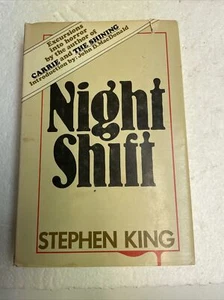 Excursions
into horror
by the author of
CARRIE and THE SHINING
Introduction by: John D. MacDonald
Night
Shift
STEPHEN KING